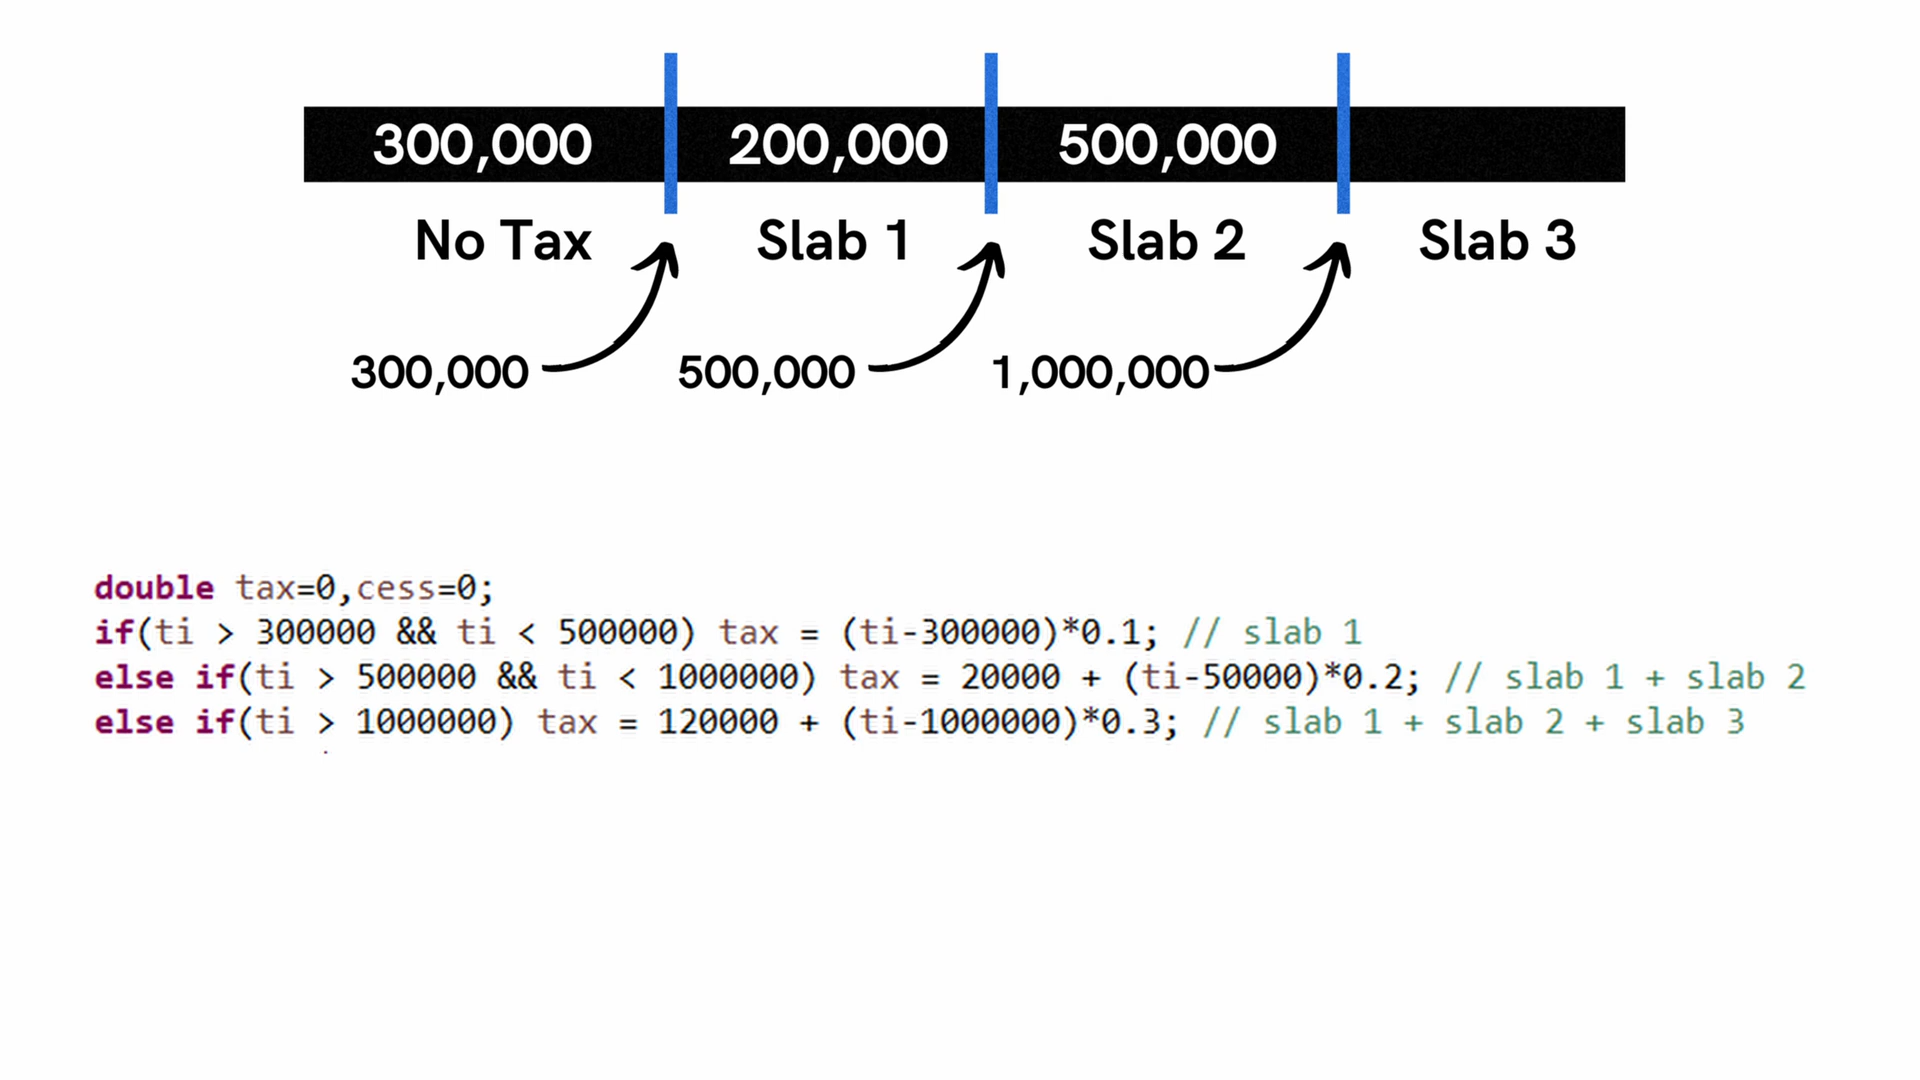 300,000 200,000 500,000
No Tax Slab 1 Slab 2 Slab 3
300,000 500,000 1,000,000
double tax=0,cess=0;
if(ti > 300000 && ti < 500000) tax = (ti-300000)*0.1; // slab 1
else if(ti > 500000 && ti < 1000000) tax = 20000 + (ti-50000)*0.2; // slab 1 + slab 2
else if(ti > 1000000) tax = 120000 + (ti-1000000)*0.3; // slab 1 + slab 2 + slab 3